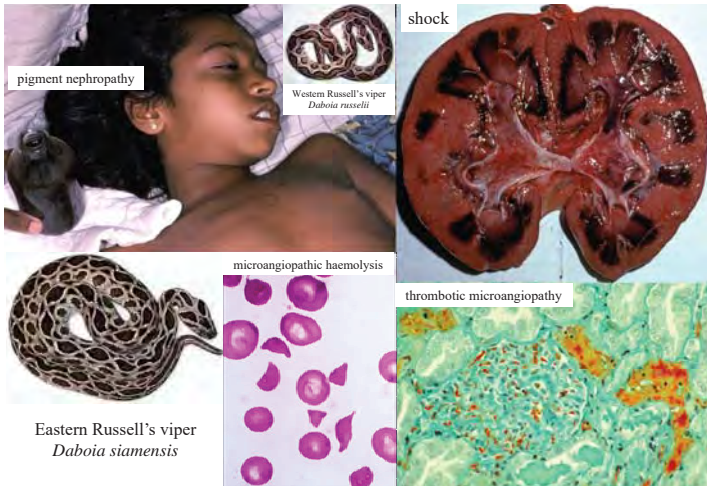 pigment nephropathy
Western Russell's viper
Daboia russelii
shock
microangiopathic haemolysis
thrombotic microangiopathy
Eastern Russell's viper
Daboia siamensis